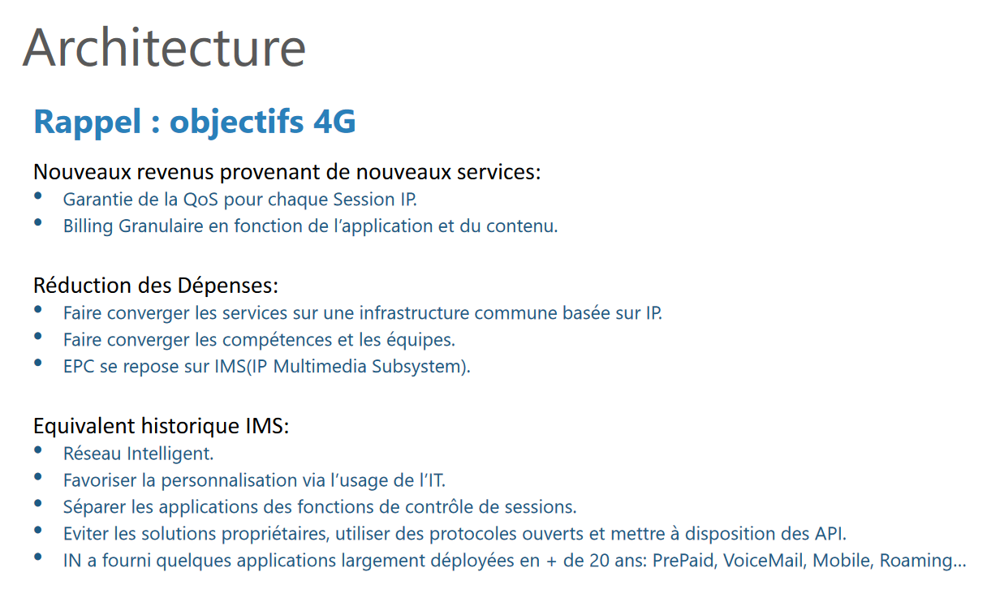 Architecture
Rappel : objectifs 4G
Nouveaux revenus provenant de nouveaux services:
• Garantie de la QoS pour chaque Session IP.
• Billing Granulaire en fonction de l’application et du contenu.
Réduction des Dépenses:
• Faire converger les services sur une infrastructure commune basée sur IP.
• Faire converger les compétences et les équipes.
• EPC se repose sur IMS(IP Multimedia Subsystem).
Equivalent historique IMS:
• Réseau Intelligent.
• Favoriser la personnalisation via l’usage de l’IT.
• Séparer les applications des fonctions de contrôle de sessions.
• Eviter les solutions propriétaires, utiliser des protocoles ouverts et mettre à disposition des API.
• IN a fourni quelques applications largement déployées en + de 20 ans: PrePaid, VoiceMail, Mobile, Roaming…